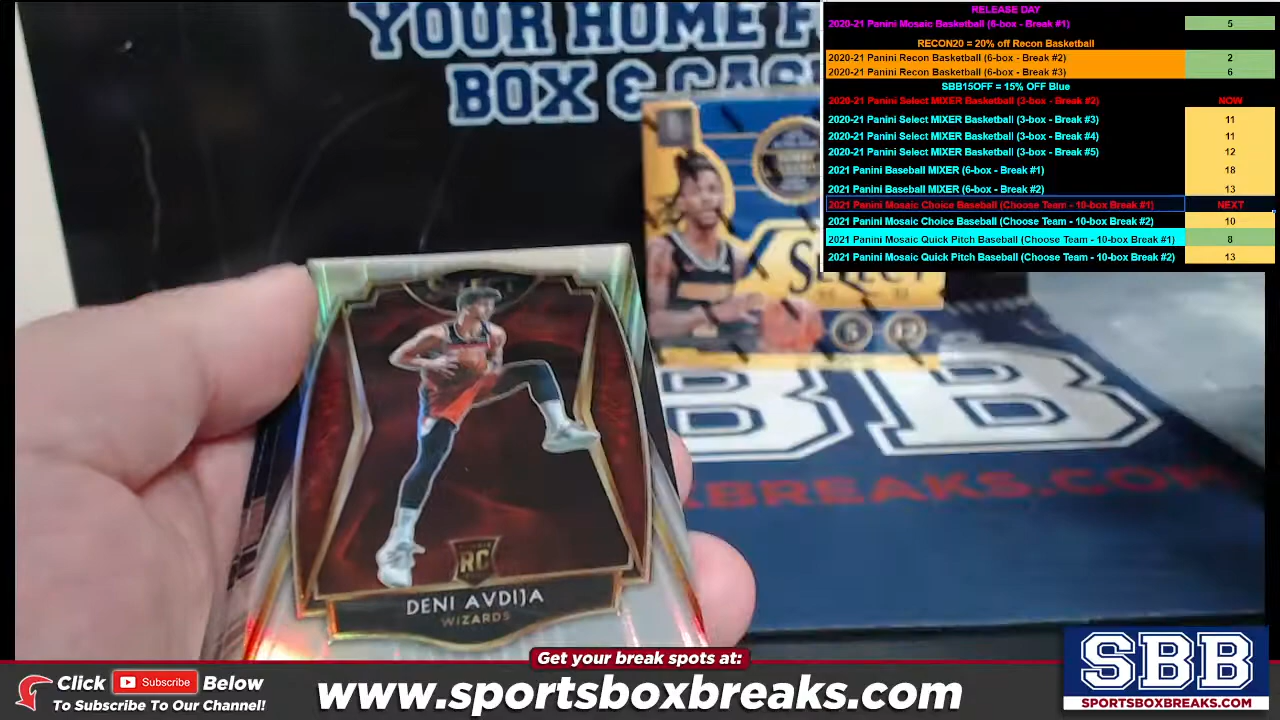 YOUR HOME F
BOX & CAS
RELEASE DAY
2020-21 Panini Mosaic Basketball (6-box - Break #1) 5
RECON20 = 20% off Recon Basketball
2020-21 Panini Recon Basketball (6-box - Break #2) 2
2020-21 Panini Recon Basketball (6-box - Break #3) 6
SBB15OFF = 15% OFF Blue
2020-21 Panini Select MIXER Basketball (3-box - Break #2) NOW
2020-21 Panini Select MIXER Basketball (3-box - Break #3) 11
2020-21 Panini Select MIXER Basketball (3-box - Break #4) 11
2020-21 Panini Select MIXER Basketball (3-box - Break #5) 12
2021 Panini Baseball MIXER (6-box - Break #1) 18
2021 Panini Baseball MIXER (6-box - Break #2) 13
2021 Panini Mosaic Choice Baseball (Choose Team - 10-box Break #1) NEXT
2021 Panini Mosaic Choice Baseball (Choose Team - 10-box Break #2) 10
2021 Panini Mosaic Quick Pitch Baseball (Choose Team - 10-box Break #1) 8
2021 Panini Mosaic Quick Pitch Baseball (Choose Team - 10-box Break #2) 13
SELECT
5 12
BB
XBREAKS.COM
RC
DENI AVDIJA
WIZARDS
Get your break spots at:
Click Subscribe Below
To Subscribe To Our Channel!
www.sportsboxbreaks.com
SBB
SPORTSBOXBREAKS.COM